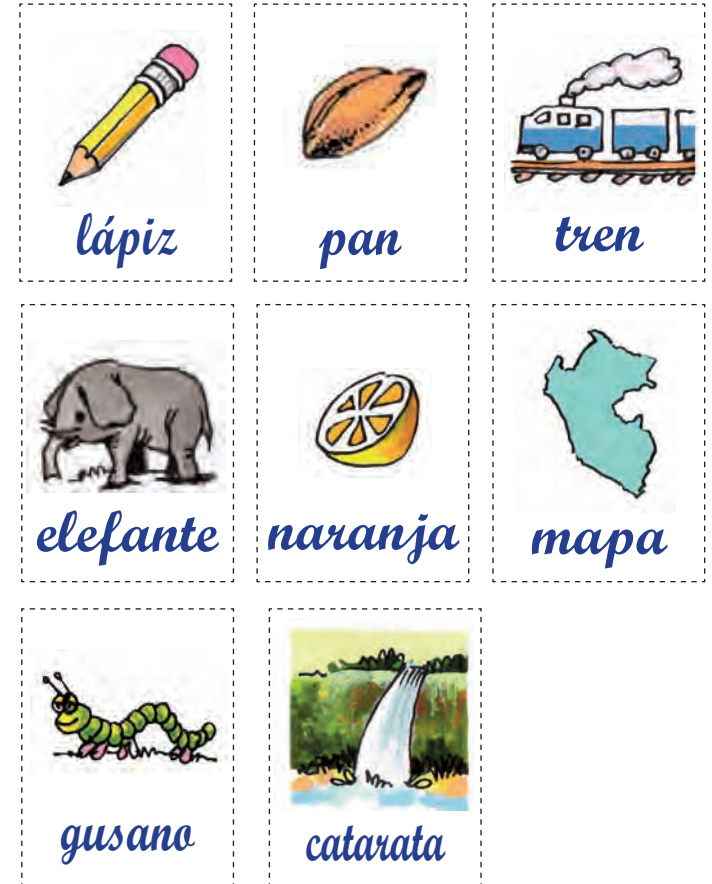 lápiz
pan
tren
elefante
naranja
mapa
gusano
catarata